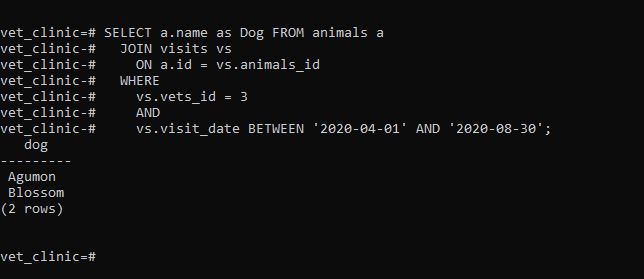 vet_clinic=# SELECT a.name as Dog FROM animals a
vet_clinic-#   JOIN visits vs
vet_clinic-#     ON a.id = vs.animals_id
vet_clinic-#   WHERE
vet_clinic-#     vs.vets_id = 3
vet_clinic-#     AND
vet_clinic-#     vs.visit_date BETWEEN '2020-04-01' AND '2020-08-30';
   dog
---------
 Agumon
 Blossom
(2 rows)
vet_clinic=#